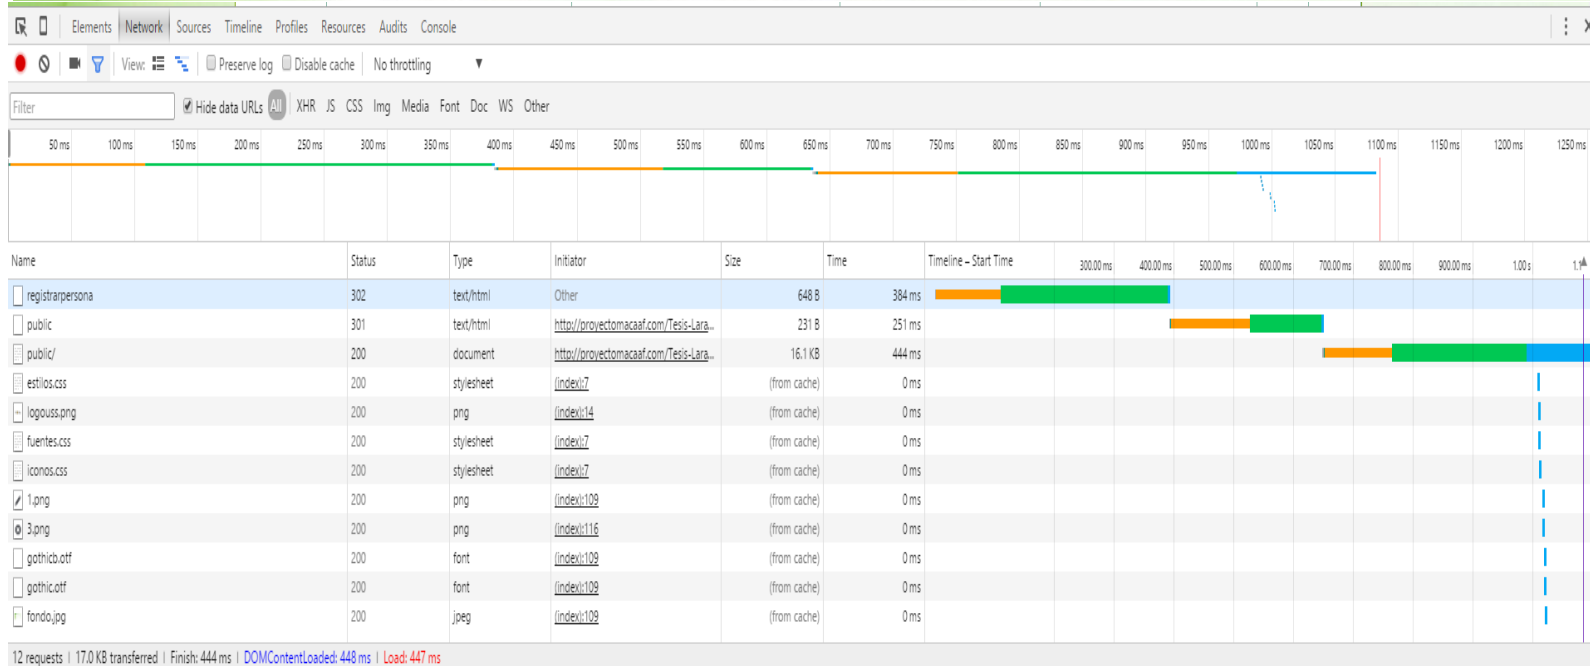 Elements Network Sources Timeline Profiles Resources Audits Console
View: Preserve log Disable cache No throttling ▼
Filter Hide data URLs All XHR JS CSS Img Media Font Doc WS Other
50 ms 100 ms 150 ms 200 ms 250 ms 300 ms 350 ms 400 ms 450 ms 500 ms 550 ms 600 ms 650 ms 700 ms 750 ms 800 ms 850 ms 900 ms 950 ms 1000 ms 1050 ms 1100 ms 1150 ms 1200 ms 1250 ms
Name Status Type Initiator Size Time Timeline – Start Time 300.00 ms 400.00 ms 500.00 ms 600.00 ms 700.00 ms 800.00 ms 900.00 ms 1.00 s
registrarpersona 302 text/html Other 648 B 384 ms
public 301 text/html http://proyectomacaaf.com/Tesis-Lara... 231 B 251 ms
public/ 200 document http://proyectomacaaf.com/Tesis-Lara... 16.1 KB 444 ms
estilos.css 200 stylesheet (index):7 (from cache) 0 ms
logouss.png 200 png (index):14 (from cache) 0 ms
fuentes.css 200 stylesheet (index):7 (from cache) 0 ms
iconos.css 200 stylesheet (index):7 (from cache) 0 ms
1.png 200 png (index):109 (from cache) 0 ms
3.png 200 png (index):116 (from cache) 0 ms
gothicb.otf 200 font (index):109 (from cache) 0 ms
gothic.otf 200 font (index):109 (from cache) 0 ms
fondo.jpg 200 jpeg (index):109 (from cache) 0 ms
12 requests | 17.0 KB transferred | Finish: 444 ms | DOMContentLoaded: 448 ms | Load: 447 ms